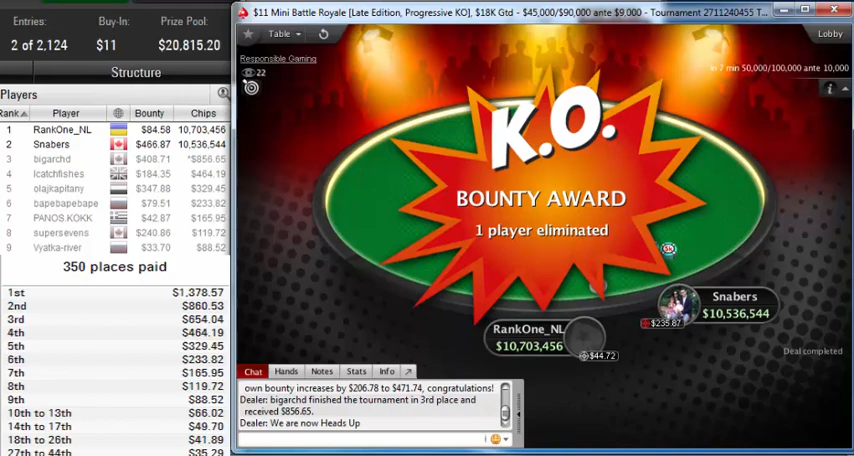 Entries:
Buy-In:
Prize Pool:
2 of 2,124
$11
$20,815.20
Structure
Players
Rank
Player
Bounty
Chips
1 RankOne_NL $84.58 10,703,456
2 Snabers $466.87 10,536,544
3 bigarchd $408.71 *$856.65
4 lcatchfishes $184.35 $464.19
5 olajkapitany $347.88 $329.45
6 bapebapebape $79.51 $233.82
7 PANOS.KOKK $42.87 $165.95
8 supersevens $240.86 $119.72
9 Vyatka-river $33.70 $88.52
350 places paid
1st $1,378.57
2nd $860.53
3rd $654.04
4th $464.19
5th $329.45
6th $233.82
7th $165.95
8th $119.72
9th $88.52
10th to 13th $66.02
14th to 17th $49.70
18th to 26th $41.89
27th to 44th $35.29
$11 Mini Battle Royale [Late Edition, Progressive KO], $18K Gtd - $45,000/$90,000 ante $9,000 - Tournament 2711240455 T...
Table
Lobby
Responsible Gaming
22
in 7 min 50,000/100,000 ante 10,000
i
K.O.
BOUNTY AWARD
1 player eliminated
Snabers
$10,536,544
$235.87
RankOne_NL
$10,703,456
$44.72
Deal completed
Chat Hands Notes Stats Info
own bounty increases by $206.78 to $471.74, congratulations!
Dealer: bigarchd finished the tournament in 3rd place and
received $856.65.
Dealer: We are now Heads Up